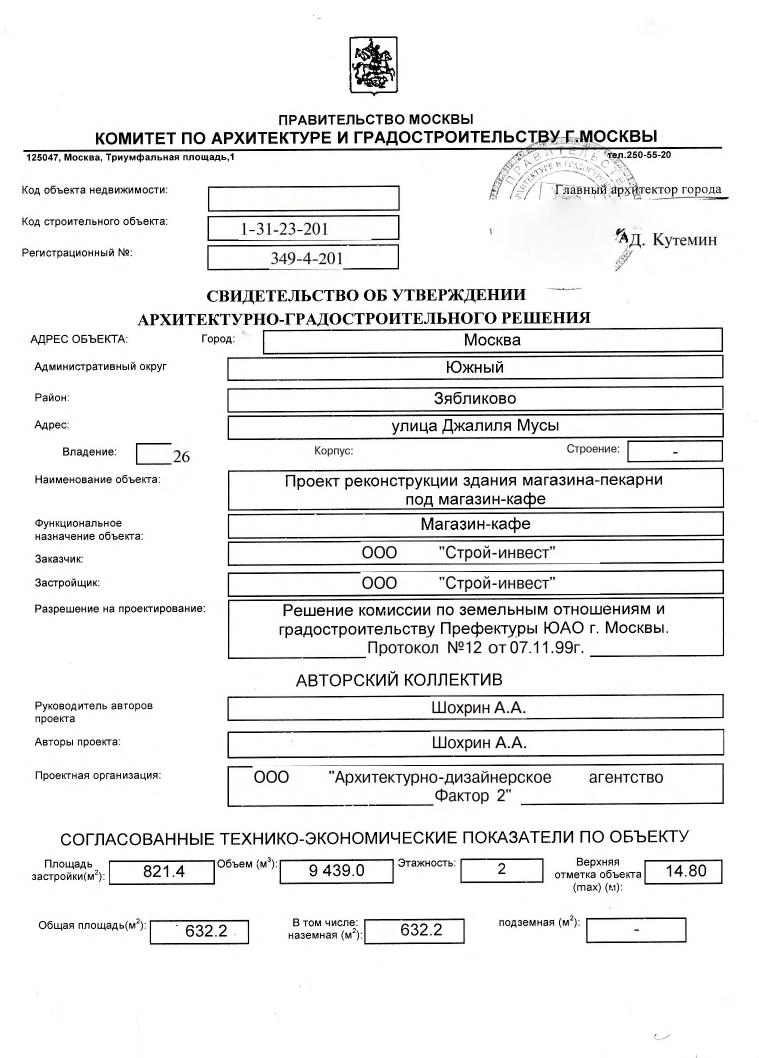 ПРАВИТЕЛЬСТВО МОСКВЫ
КОМИТЕТ ПО АРХИТЕКТУРЕ И ГРАДОСТРОИТЕЛЬСТВУ Г.МОСКВЫ
125047, Москва, Триумфальная площадь,1 тел.250-55-20
ПРАВИТЕЛЬСТВ
Код объекта недвижимости: Главный архитектор города
Код строительного объекта: 1-31-23-201
А.Д. Кутемин
Регистрационный №: 349-4-201
СВИДЕТЕЛЬСТВО ОБ УТВЕРЖДЕНИИ
АРХИТЕКТУРНО-ГРАДОСТРОИТЕЛЬНОГО РЕШЕНИЯ
АДРЕС ОБЪЕКТА: Город: Москва
Административный округ Южный
Район: Зябликово
Адрес: улица Джалиля Мусы
Владение: 26 Корпус: Строение: -
Наименование объекта: Проект реконструкции здания магазина-пекарни
под магазин-кафе
Функциональное Магазин-кафе
назначение объекта:
Заказчик: ООО "Строй-инвест"
Застройщик: ООО "Строй-инвест"
Разрешение на проектирование: Решение комиссии по земельным отношениям и
градостроительству Префектуры ЮАО г. Москвы.
Протокол №12 от 07.11.99г.
АВТОРСКИЙ КОЛЛЕКТИВ
Руководитель авторов Шохрин А.А.
проекта
Авторы проекта: Шохрин А.А.
Проектная организация: ООО "Архитектурно-дизайнерское агентство
Фактор 2"
СОГЛАСОВАННЫЕ ТЕХНИКО-ЭКОНОМИЧЕСКИЕ ПОКАЗАТЕЛИ ПО ОБЪЕКТУ
Площадь Объем (м³): Этажность: Верхняя
застройки(м²): 821.4 9 439.0 2 отметка объекта 14.80
(max) (м):
Общая площадь(м²): 632.2 В том числе: 632.2 подземная (м²): -
наземная (м²):